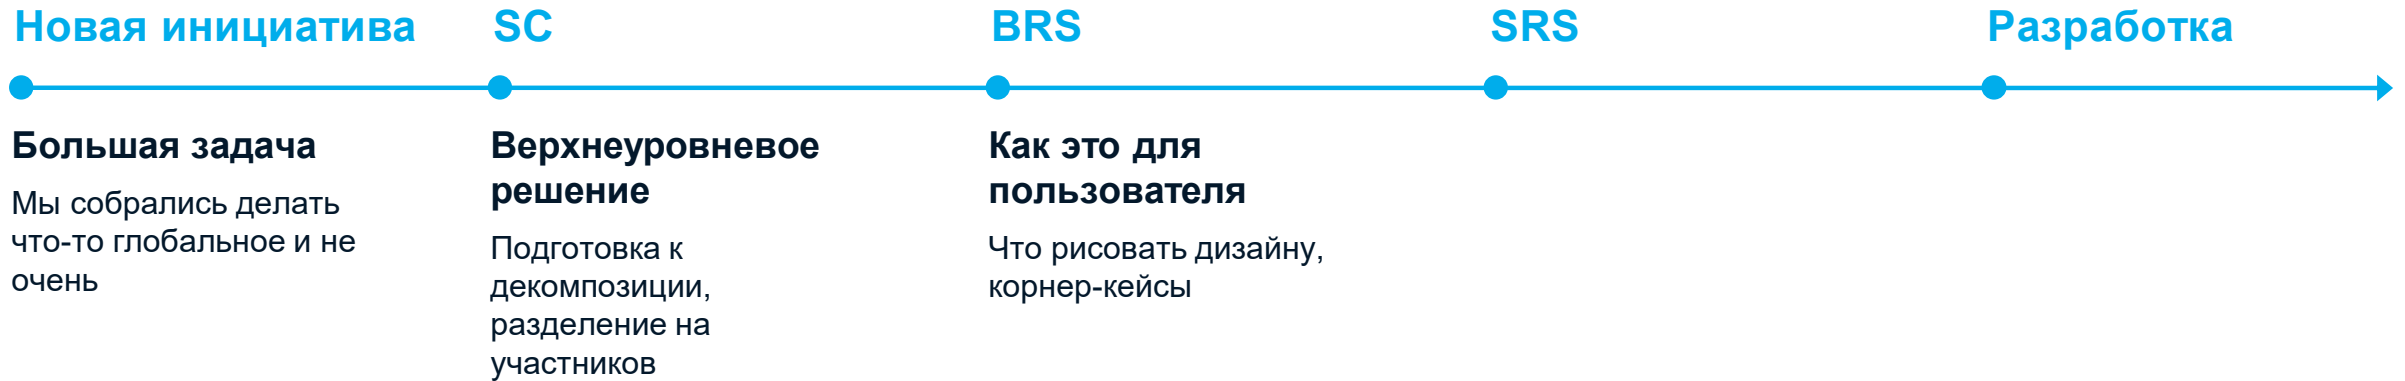 Новая инициатива
SC
BRS
SRS
Разработка
Большая задача
Мы собрались делать
что-то глобальное и не
очень
Верхнеуровневое
решение
Подготовка к
декомпозиции,
разделение на
участников
Как это для
пользователя
Что рисовать дизайну,
корнер-кейсы